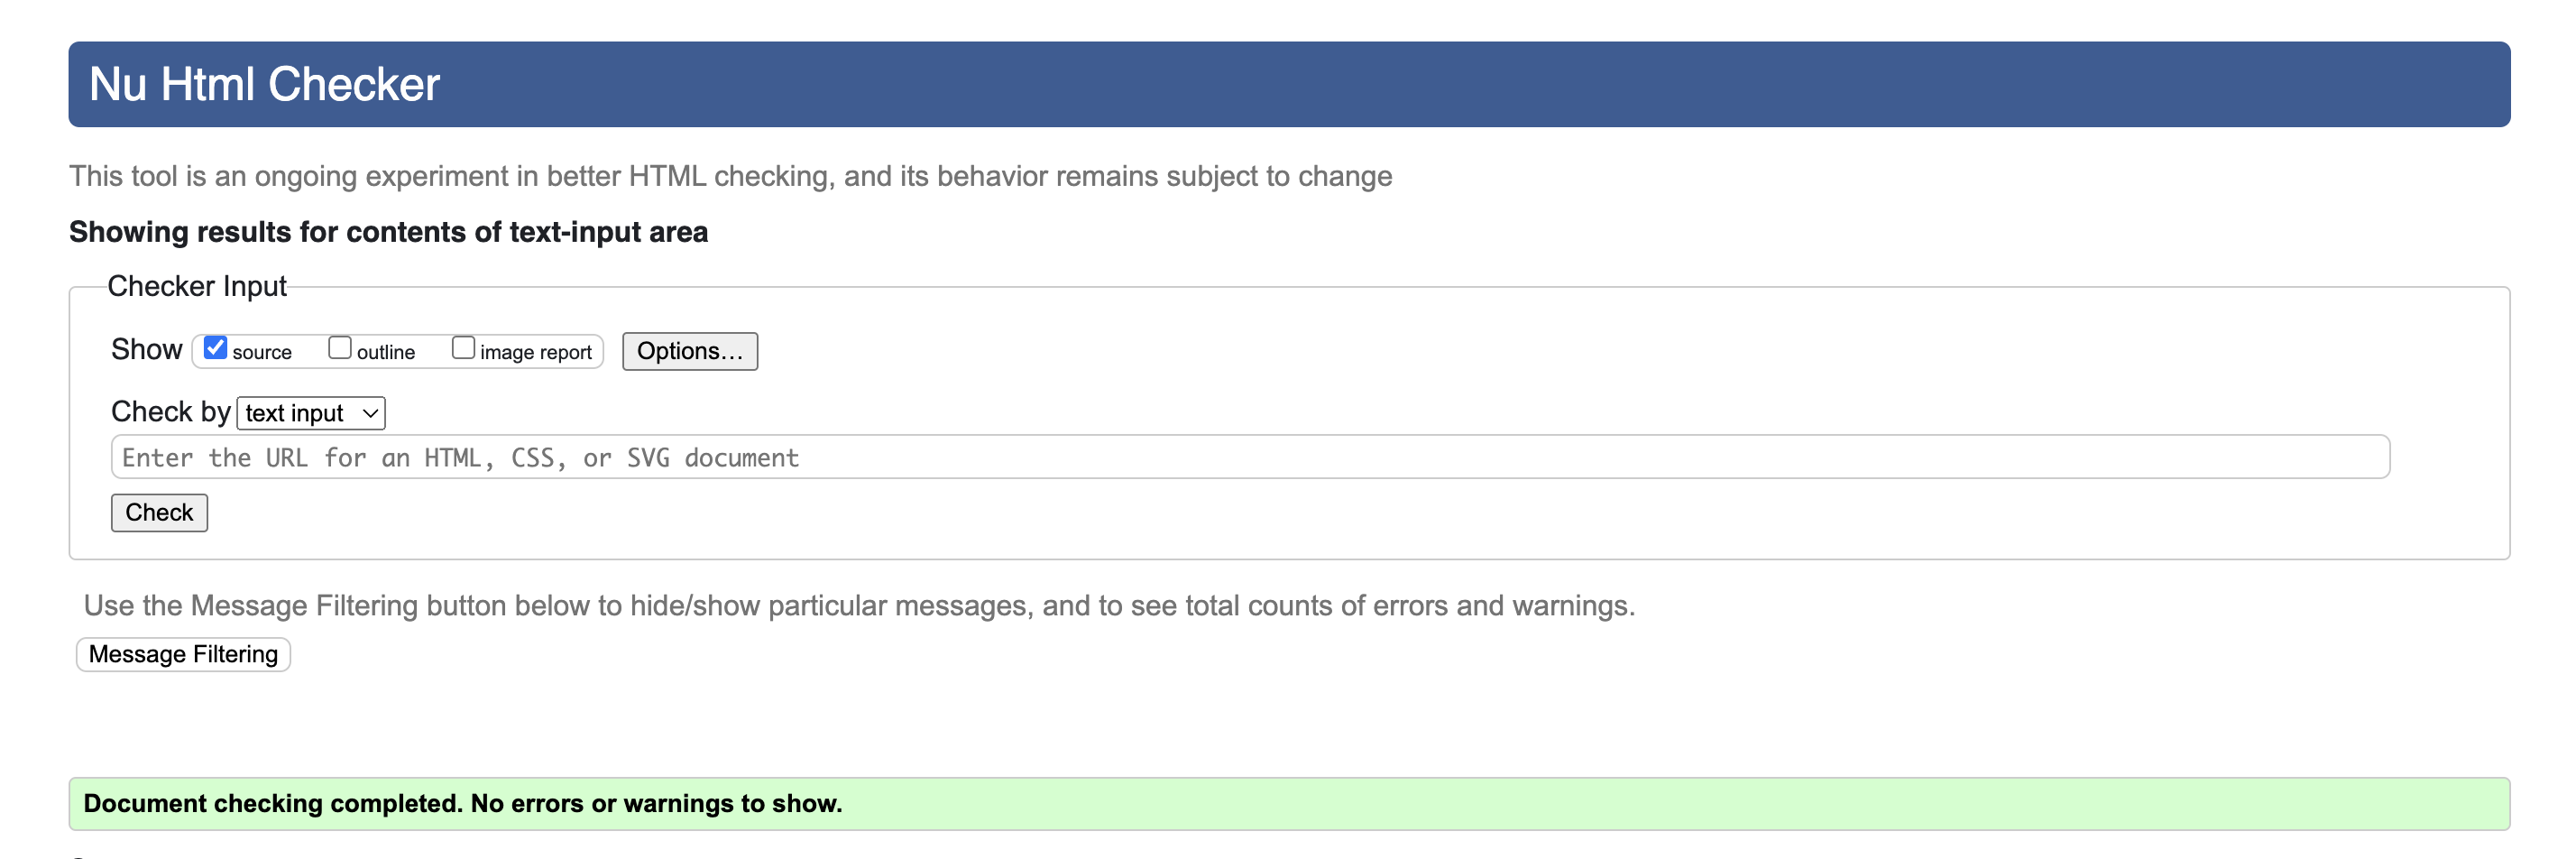 Nu Html Checker
This tool is an ongoing experiment in better HTML checking, and its behavior remains subject to change
Showing results for contents of text-input area
Checker Input
Show source outline image report Options...
Check by text input
Enter the URL for an HTML, CSS, or SVG document
Check
Use the Message Filtering button below to hide/show particular messages, and to see total counts of errors and warnings.
Message Filtering
Document checking completed. No errors or warnings to show.